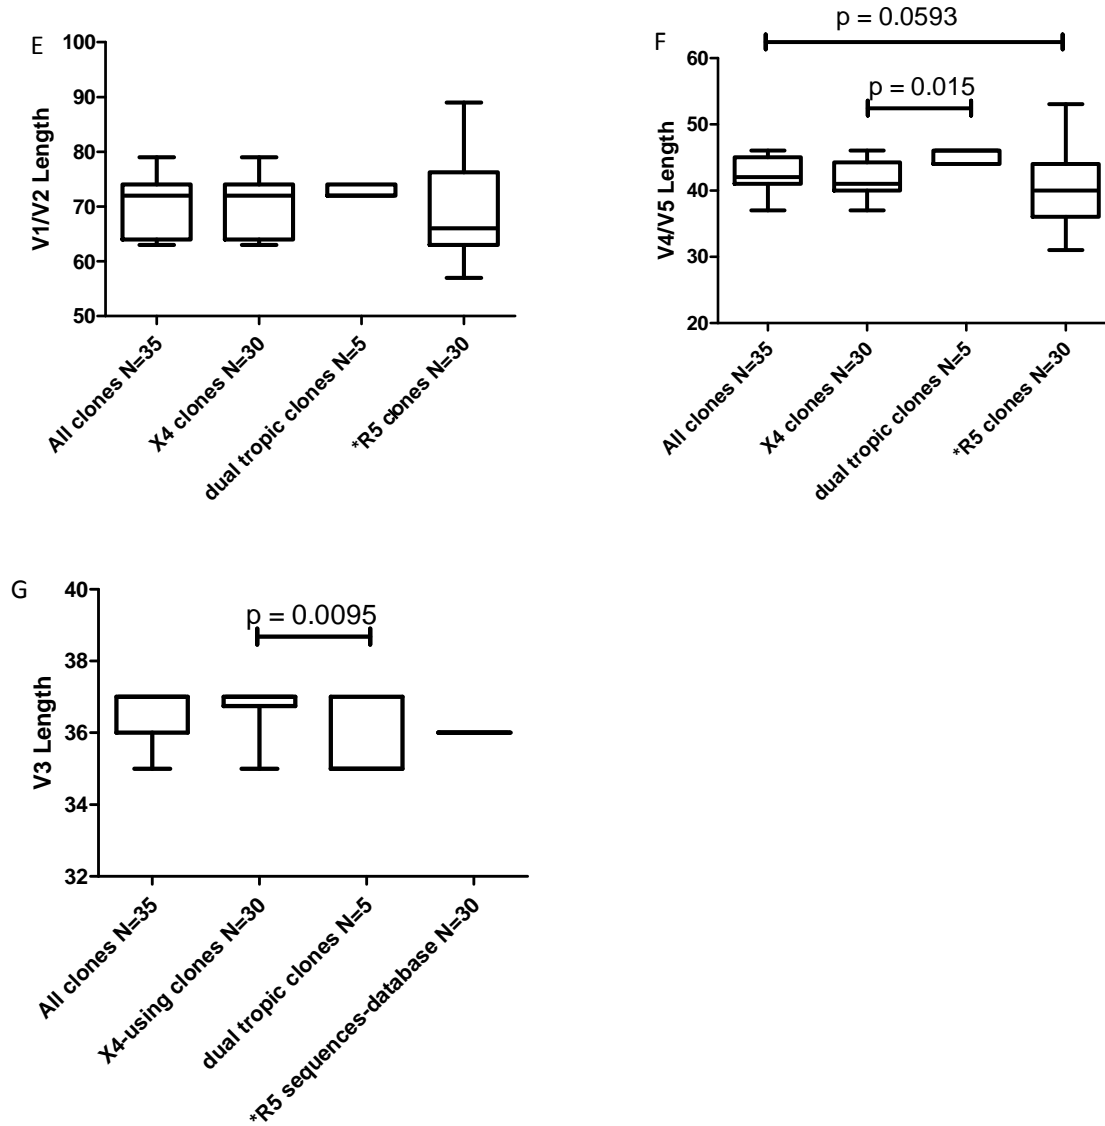 E
100
90
80
70
60
50
V1/V2 Length
All clones N=35
X4 clones N=30
dual tropic clones N=5
*R5 clones N=30
F
p = 0.0593
p = 0.015
60
50
40
30
20
V4/V5 Length
All clones N=35
X4 clones N=30
dual tropic clones N=5
*R5 clones N=30
G
p = 0.0095
40
38
36
34
32
V3 Length
All clones N=35
X4-using clones N=30
dual tropic clones N=5
*R5 sequences-database N=30